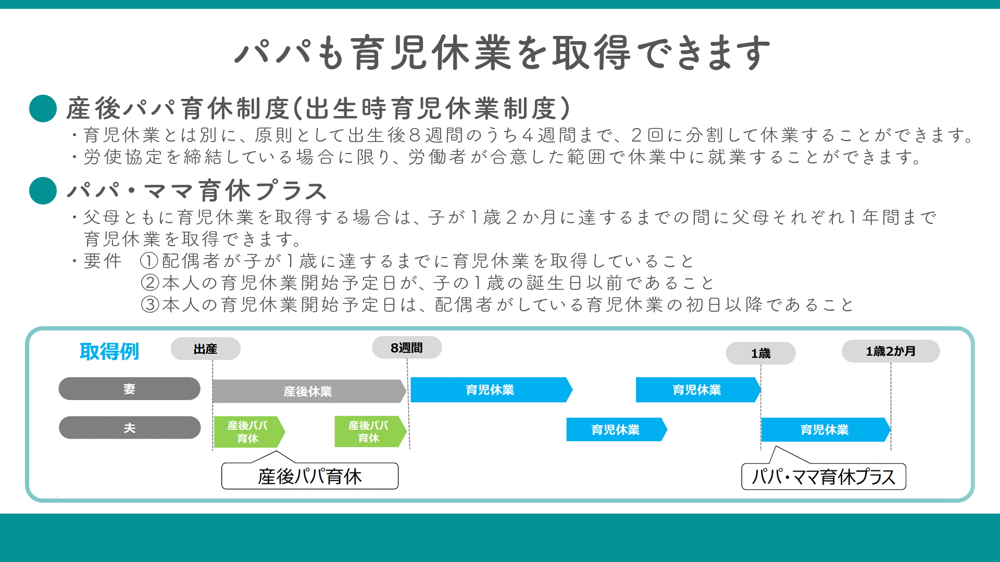 パパも育児休業を取得できます
産後パパ育休制度(出生時育児休業制度)
・育児休業とは別に、原則として出生後８週間のうち４週間まで、２回に分割して休業することができます。
・労使協定を締結している場合に限り、労働者が合意した範囲で休業中に就業することができます。
パパ・ママ育休プラス
・父母ともに育児休業を取得する場合は、子が１歳２か月に達するまでの間に父母それぞれ１年間まで
育児休業を取得できます。
・要件　①配偶者が子が１歳に達するまでに育児休業を取得していること
②本人の育児休業開始予定日が、子の１歳の誕生日以前であること
③本人の育児休業開始予定日は、配偶者がしている育児休業の初日以降であること
取得例
出産
8週間
1歳
1歳2か月
妻
産後休業
育児休業
育児休業
夫
産後パパ
育休
産後パパ
育休
育児休業
育児休業
産後パパ育休
パパ・ママ育休プラス